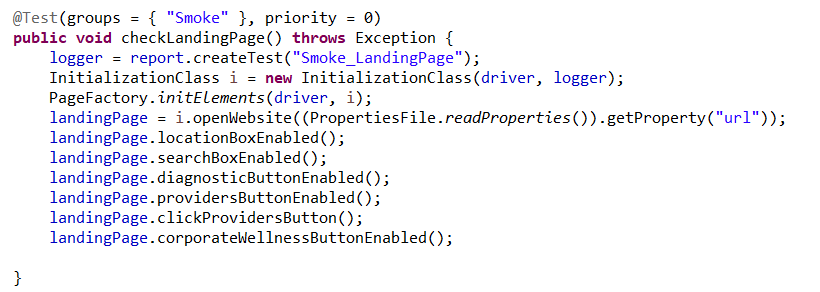 @Test(groups = { "Smoke" }, priority = 0)
public void checkLandingPage() throws Exception {
    logger = report.createTest("Smoke_LandingPage");
    InitializationClass i = new InitializationClass(driver, logger);
    PageFactory.initElements(driver, i);
    landingPage = i.openWebsite((PropertiesFile.readProperties()).getProperty("url"));
    landingPage.locationBoxEnabled();
    landingPage.searchBoxEnabled();
    landingPage.diagnosticButtonEnabled();
    landingPage.providersButtonEnabled();
    landingPage.clickProvidersButton();
    landingPage.corporateWellnessButtonEnabled();
}